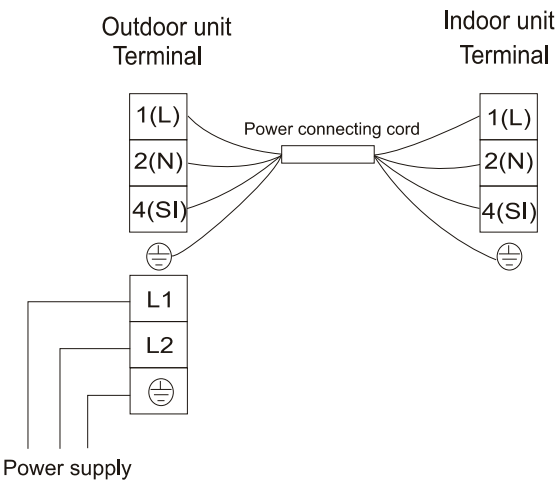 Outdoor unit
Terminal
Indoor unit
Terminal
1(L)
2(N)
4(SI)
Power connecting cord
1(L)
2(N)
4(SI)
L1
L2
Power supply